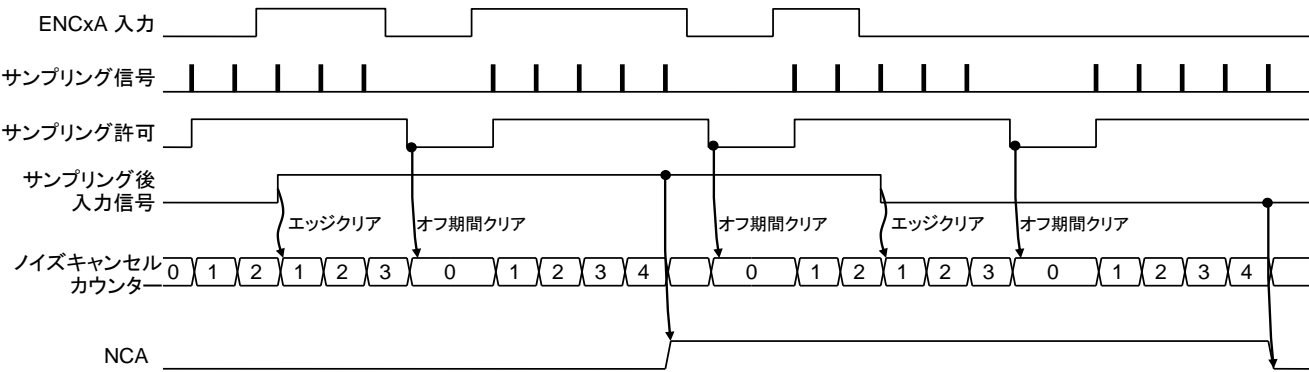 ENCxA 入力
サンプリング信号
サンプリング許可
サンプリング後
入力信号
エッジクリア
オフ期間クリア
オフ期間クリア
エッジクリア
オフ期間クリア
ノイズキャンセル
カウンター
0 1 2 1 2 3 0 1 2 3 4 0 1 2 1 2 3 0 1 2 3 4
NCA